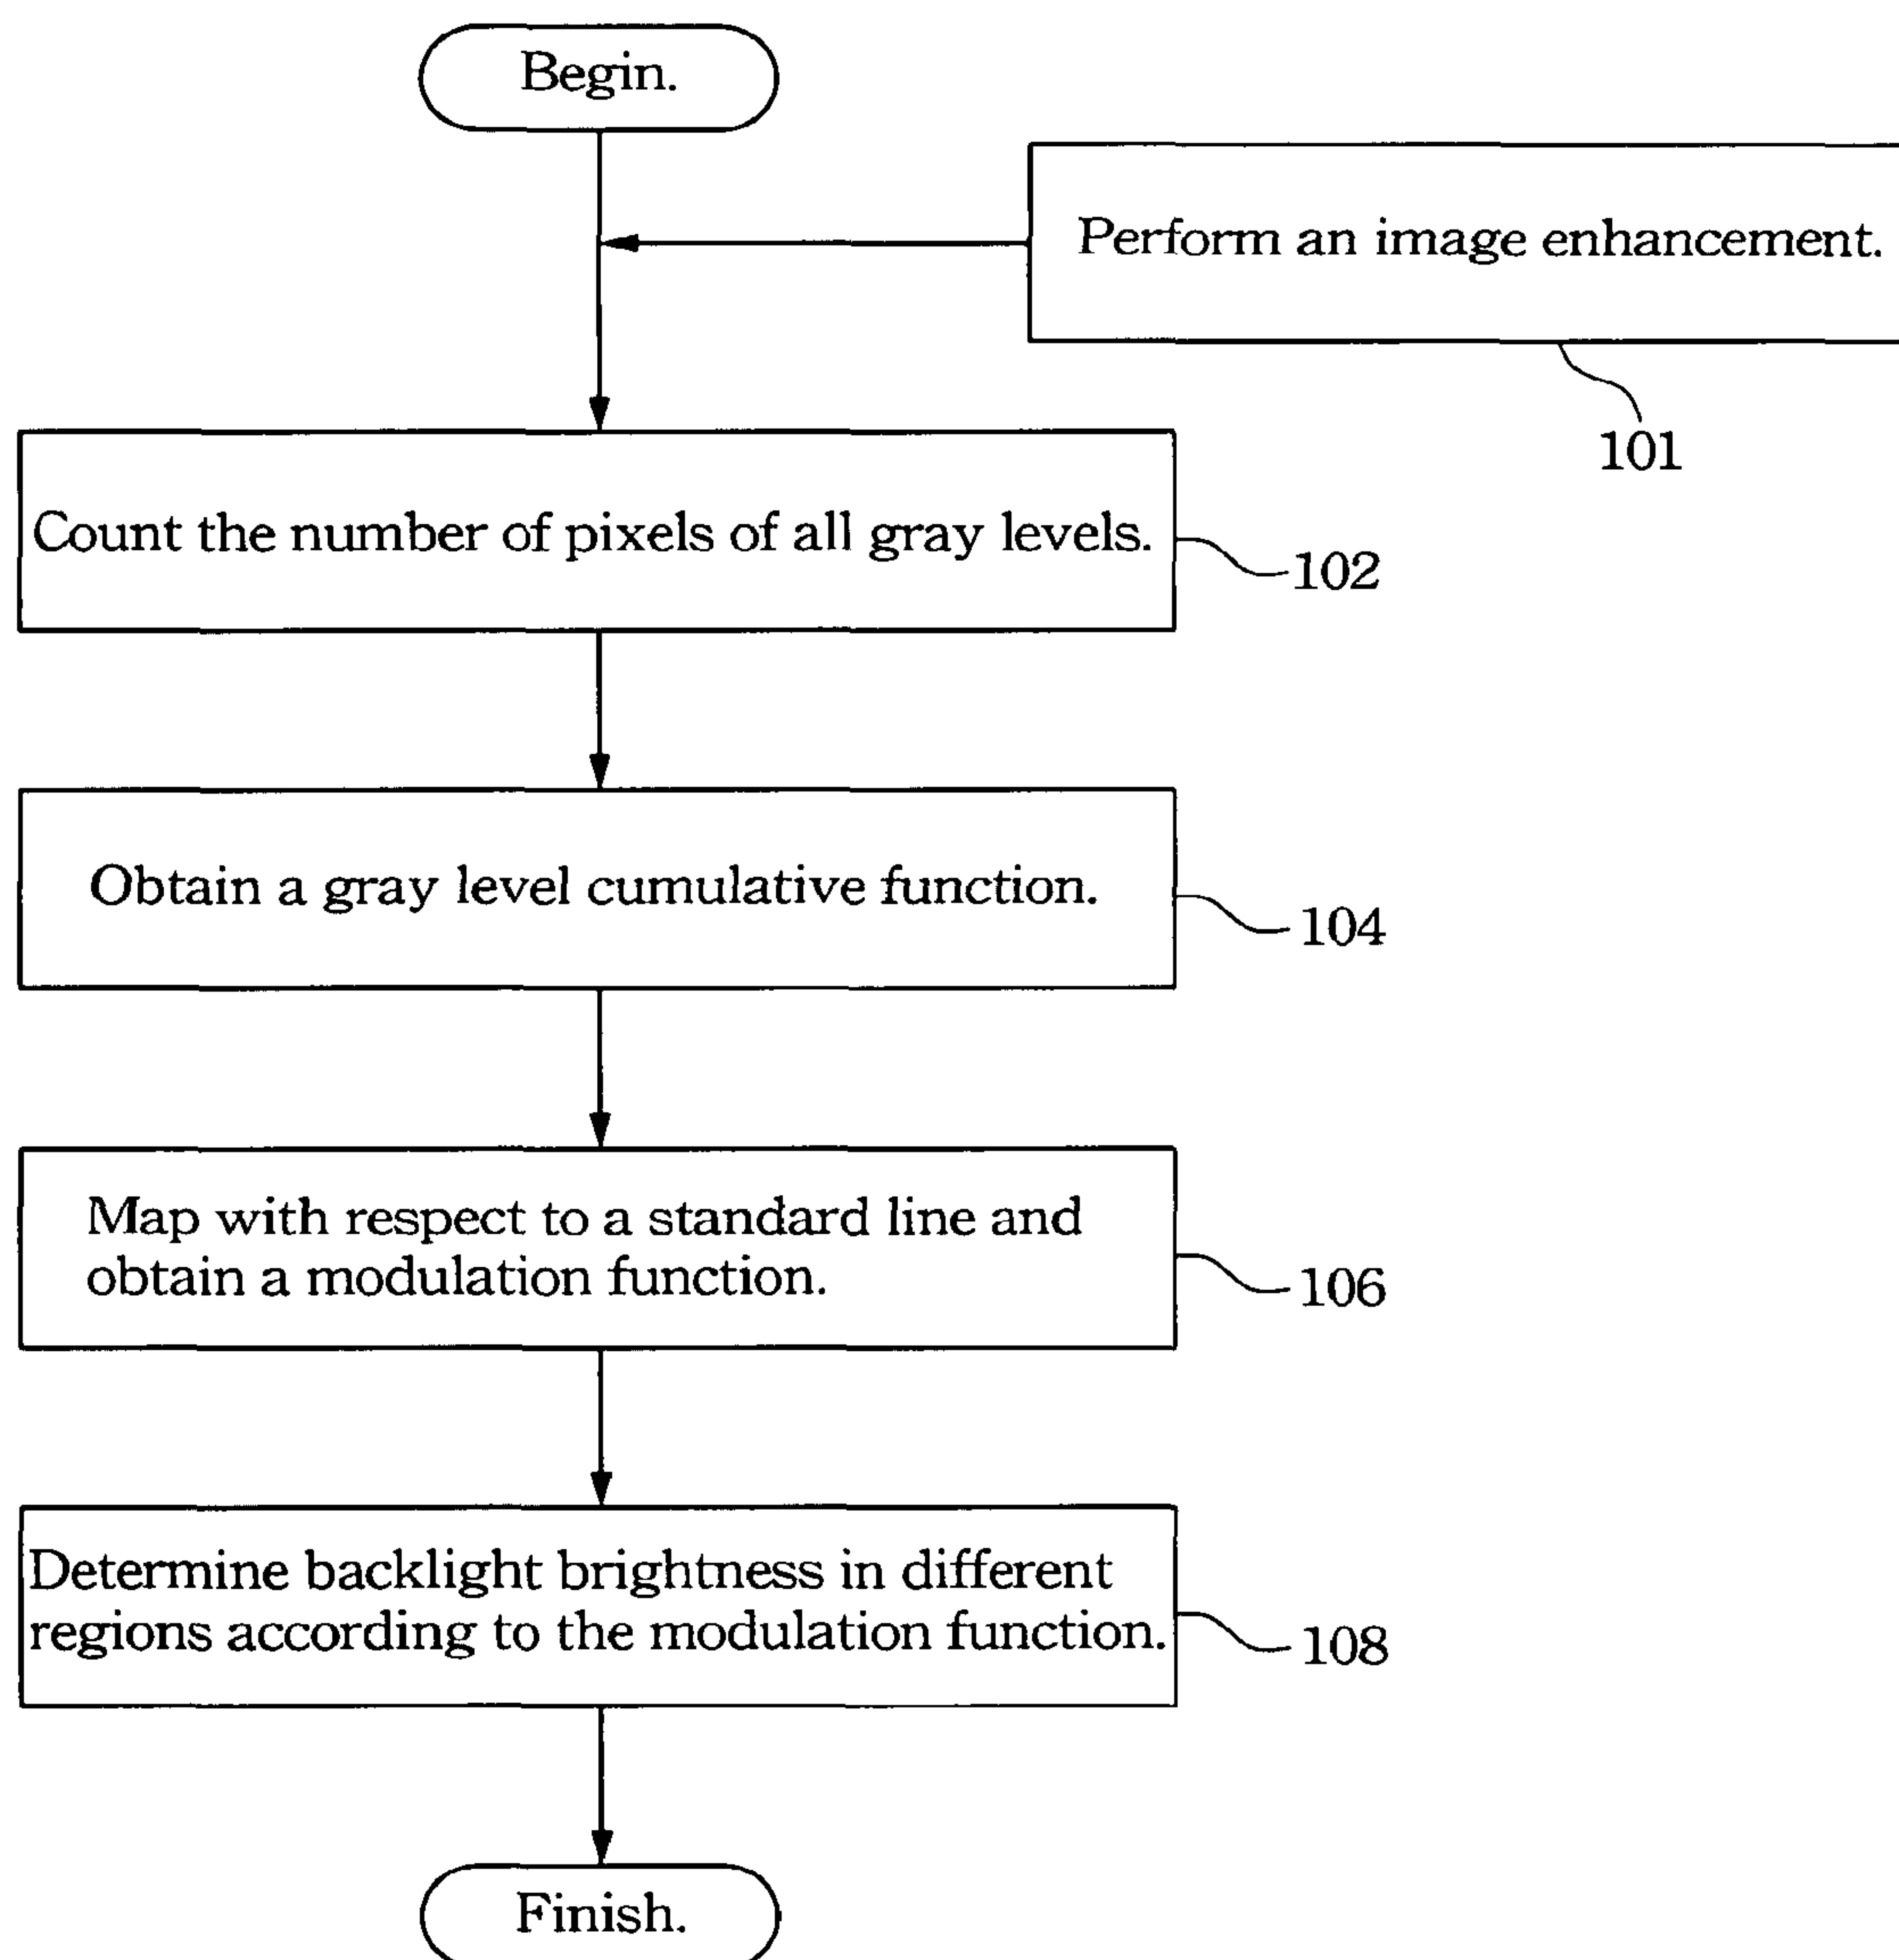 Begin.
Perform an image enhancement.
101
Count the number of pixels of all gray levels.
102
Obtain a gray level cumulative function.
104
Map with respect to a standard line and
obtain a modulation function.
106
Determine backlight brightness in different
regions according to the modulation function.
108
Finish.